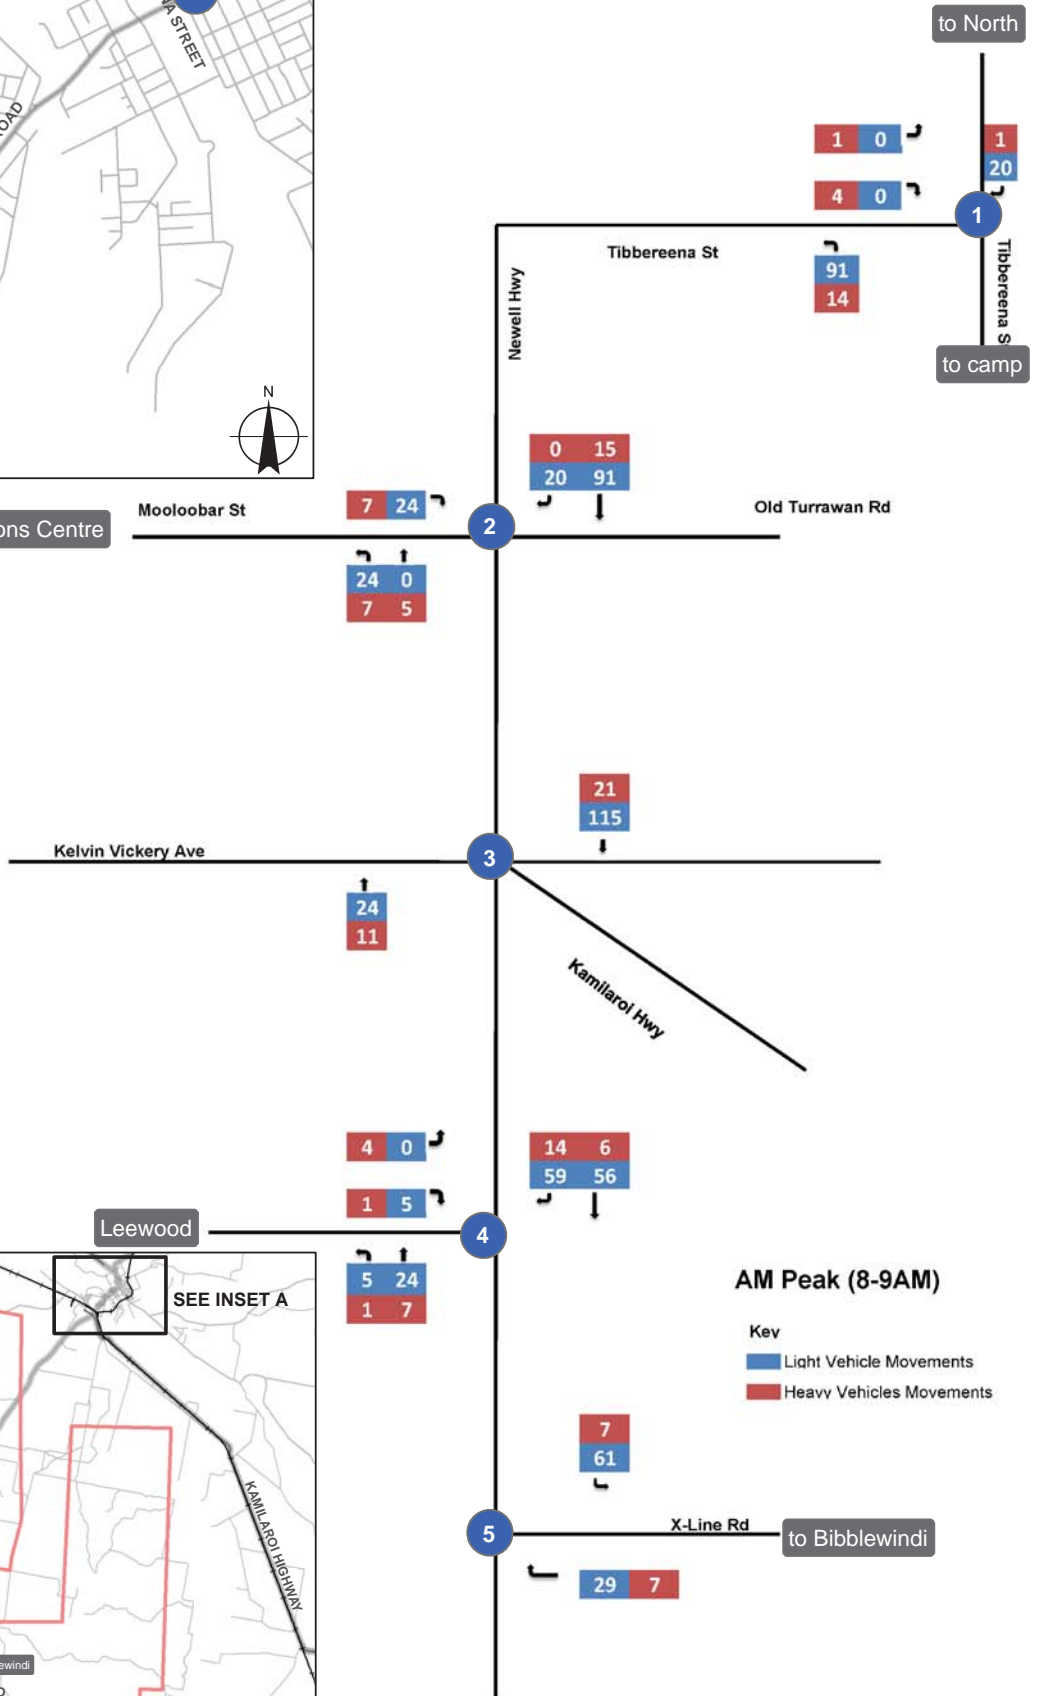 to North
NA STREET
OAD
N
1 0
4 0
1
20
1
Tibbereena St
91
14
Tibbereena S
to camp
Newell Hwy
0 15
20 91
Mooloobar St
7 24
2
Old Turrawan Rd
ons Centre
24 0
7 5
21
115
Kelvin Vickery Ave
3
24
11
Kamilaroi Hwy
4 0
1 5
14 6
59 56
Leewood
4
5 24
1 7
SEE INSET A
KAMILAROI HIGHWAY
ewindi
AM Peak (8-9AM)
Key
Light Vehicle Movements
Heavy Vehicles Movements
7
61
5
X-Line Rd
to Bibblewindi
29 7